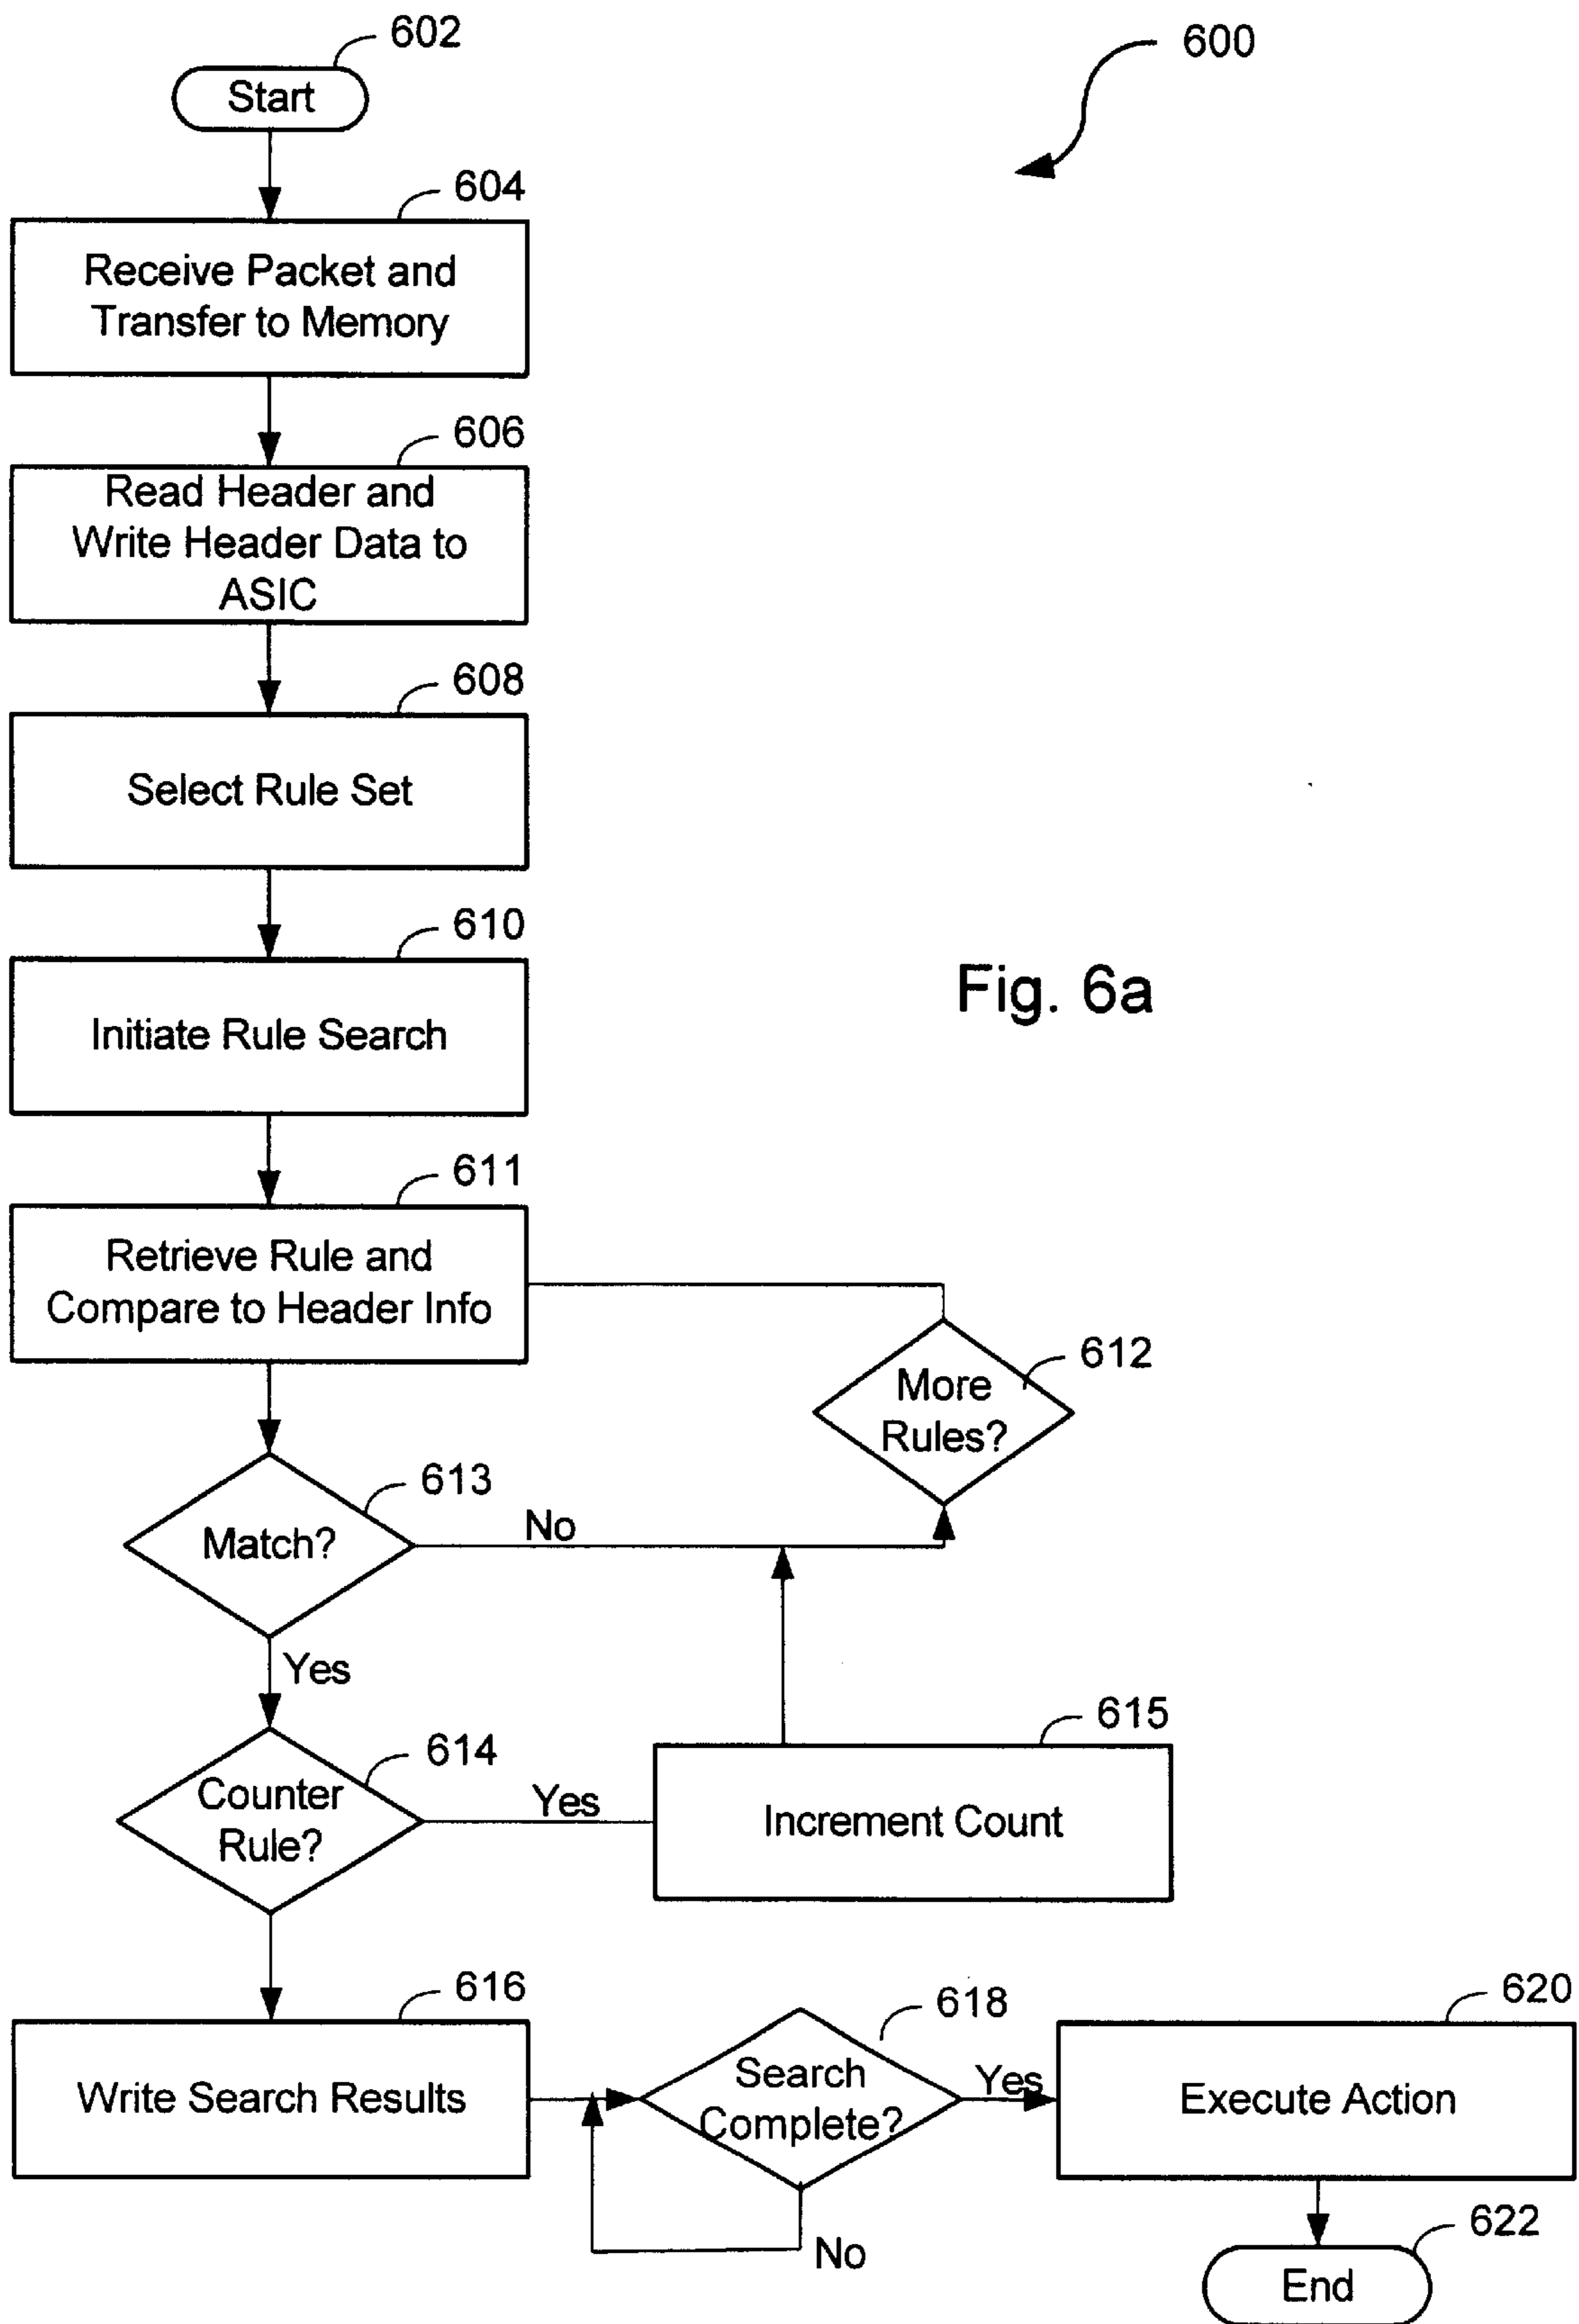 602
600
Start
604
Receive Packet and
Transfer to Memory
606
Read Header and
Write Header Data to
ASIC
608
Select Rule Set
610
Initiate Rule Search
Fig. 6a
611
Retrieve Rule and
Compare to Header Info
612
More
Rules?
613
Match?
No
Yes
614
Counter
Rule?
Yes
615
Increment Count
616
Write Search Results
618
Search
Complete?
Yes
No
620
Execute Action
622
End